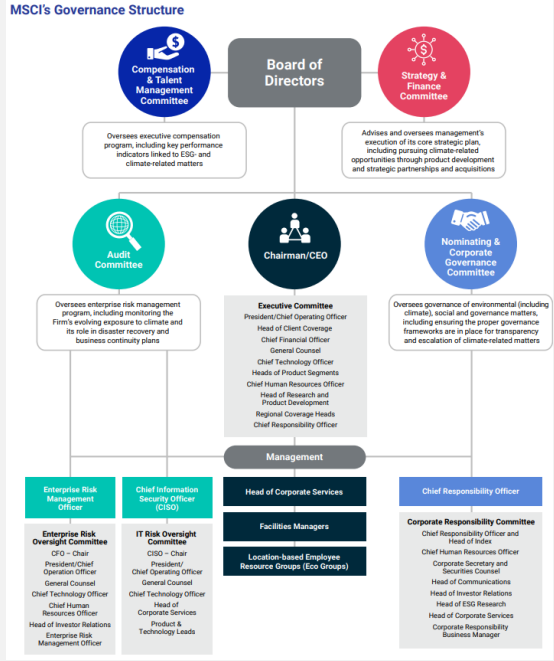 MSCI's Governance Structure
Compensation
& Talent
Management
Committee
Board of
Directors
Strategy &
Finance
Committee
Oversees executive compensation
program, including key performance
indicators linked to ESG- and
climate-related matters
Advises and oversees management's
execution of its core strategic plan,
including pursuing climate-related
opportunities through product development
and strategic partnerships and acquisitions
Audit
Committee
Chairman/CEO
Nominating &
Corporate
Governance
Committee
Oversees enterprise risk management
program, including monitoring the
Firm's evolving exposure to climate and
its role in disaster recovery and
business continuity plans
Executive Committee
President/Chief Operating Officer
Head of Client Coverage
Chief Financial Officer
General Counsel
Chief Technology Officer
Heads of Product Segments
Chief Human Resources Officer
Head of Research and
Product Development
Regional Coverage Heads
Chief Responsibility Officer
Oversees governance of environmental (including
climate), social and governance matters,
including ensuring the proper governance
frameworks are in place for transparency
and escalation of climate-related matters
Management
Enterprise Risk
Management
Officer
Chief Information
Security Officer
(CISO)
Head of Corporate Services
Facilities Managers
Location-based Employee
Resource Groups (Eco Groups)
Chief Responsibility Officer
Enterprise Risk
Oversight Committee
CFO – Chair
President/Chief
Operation Officer
General Counsel
Chief Technology Officer
Chief Human
Resources Officer
Head of Investor Relations
Enterprise Risk
Management Officer
IT Risk Oversight
Committee
CISO – Chair
President/
Chief Operating Officer
General Counsel
Chief Technology Officer
Head of
Corporate Services
Product &
Technology Leads
Corporate Responsibility Committee
Chief Responsibility Officer and
Head of Index
Chief Human Resources Officer
Corporate Secretary and
Securities Counsel
Head of Communications
Head of Investor Relations
Head of ESG Research
Head of Corporate Services
Corporate Responsibility
Business Manager